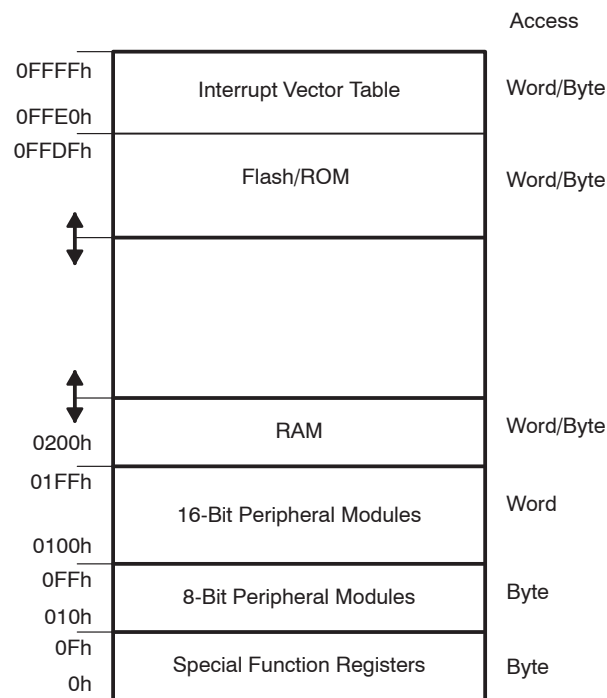 Access
0FFFFh
Interrupt Vector Table
Word/Byte
0FFE0h
0FFDFh
Flash/ROM
Word/Byte
RAM
Word/Byte
0200h
01FFh
16-Bit Peripheral Modules
Word
0100h
0FFh
8-Bit Peripheral Modules
Byte
010h
0Fh
Special Function Registers
Byte
0h